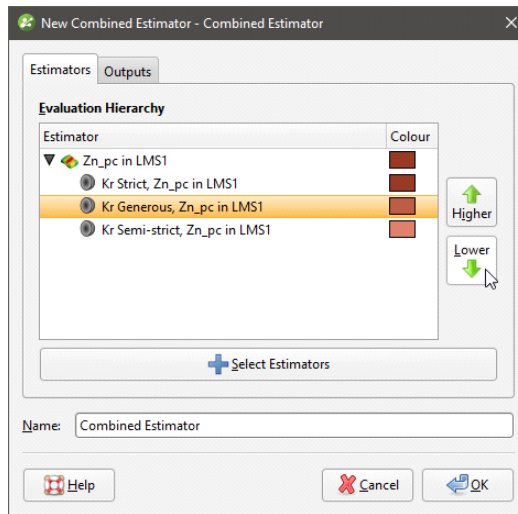 New Combined Estimator - Combined Estimator
Estimators
Outputs
Evaluation Hierarchy
Estimator
Colour
Zn_pc in LMS1
Kr Strict, Zn_pc in LMS1
Kr Generous, Zn_pc in LMS1
Kr Semi-strict, Zn_pc in LMS1
Higher
Lower
Select Estimators
Name:
Combined Estimator
Help
Cancel
OK